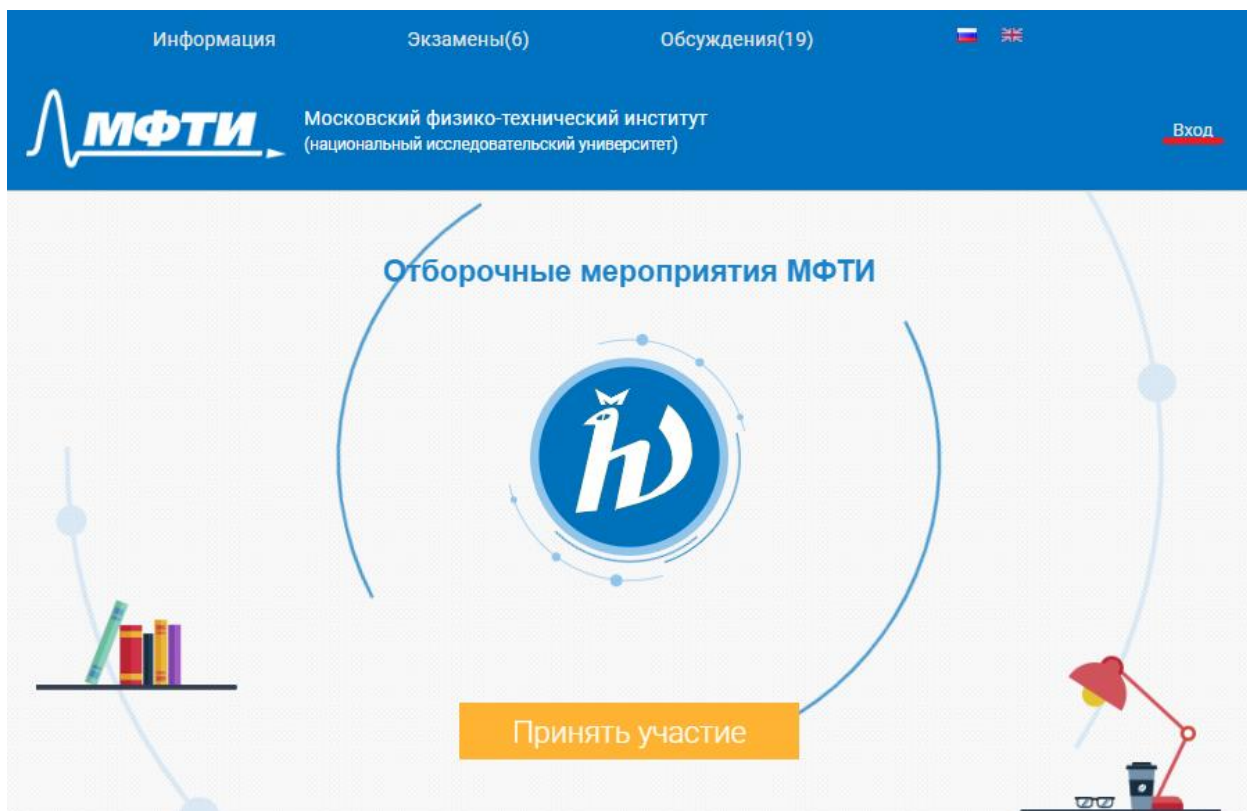 Информация Экзамены(6) Обсуждения(19)
МФТИ
Московский физико-технический институт
(национальный исследовательский университет)
Вход
Отборочные мероприятия МФТИ
Принять участие